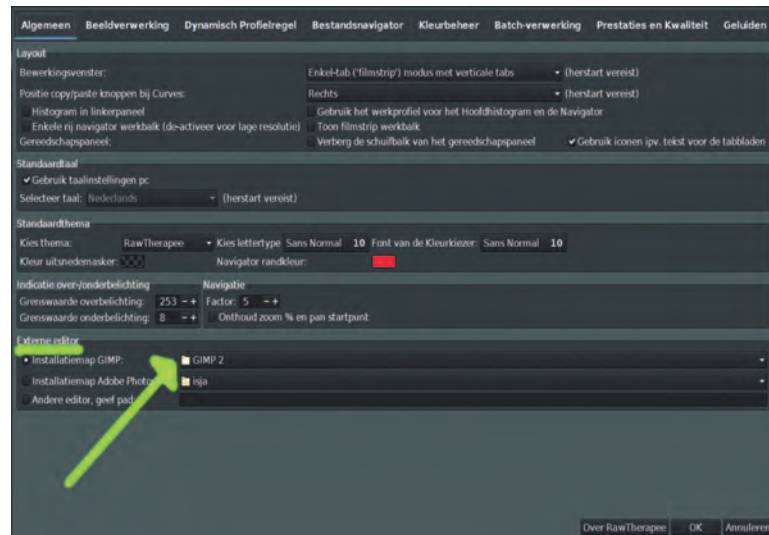 Algemeen Beeldverwerking Dynamisch Profielregel Bestandsnavigator Kleurbeheer Batch-verwerking Prestaties en Kwaliteit Geluiden
Layout
Bewerkingsvenster: Enkel-tab ('filmstrip') modus met verticale tabs (herstart vereist)
Positie copy/paste knoppen bij Curves: Rechts (herstart vereist)
Histogram in linkerpaneel Gebruik het werkprofiel voor het Hoofdhistogram en de Navigator
Enkele rij navigator werkbalk (de-activeer voor lage resolutie) Toon filmstrip werkbalk
Gereedschapspaneel: Verberg de schuifbalk van het gereedschapspaneel Gebruik iconen ipv. tekst voor de tabbladen
Standaardtaal
Gebruik taalinstellingen pc
Selecteer taal: Nederlands (herstart vereist)
Standaardthema
Kies thema: RawTherapee Kies lettertype Sans Normal 10 Font van de Kleurkiezer: Sans Normal 10
Kleur uitsnedemasker: Navigator randkleur:
Indicatie over-/onderbelichting Navigatie
Grenswaarde overbelichting: 253 - + Factor: 5 - +
Grenswaarde onderbelichting: 8 - + Onthoud zoom % en pan startpunt
Externe editor
Installatiemap GIMP: GIMP 2
Installatiemap Adobe Photo isja
Andere editor, geef pad
Over RawTherapee OK Annuleren